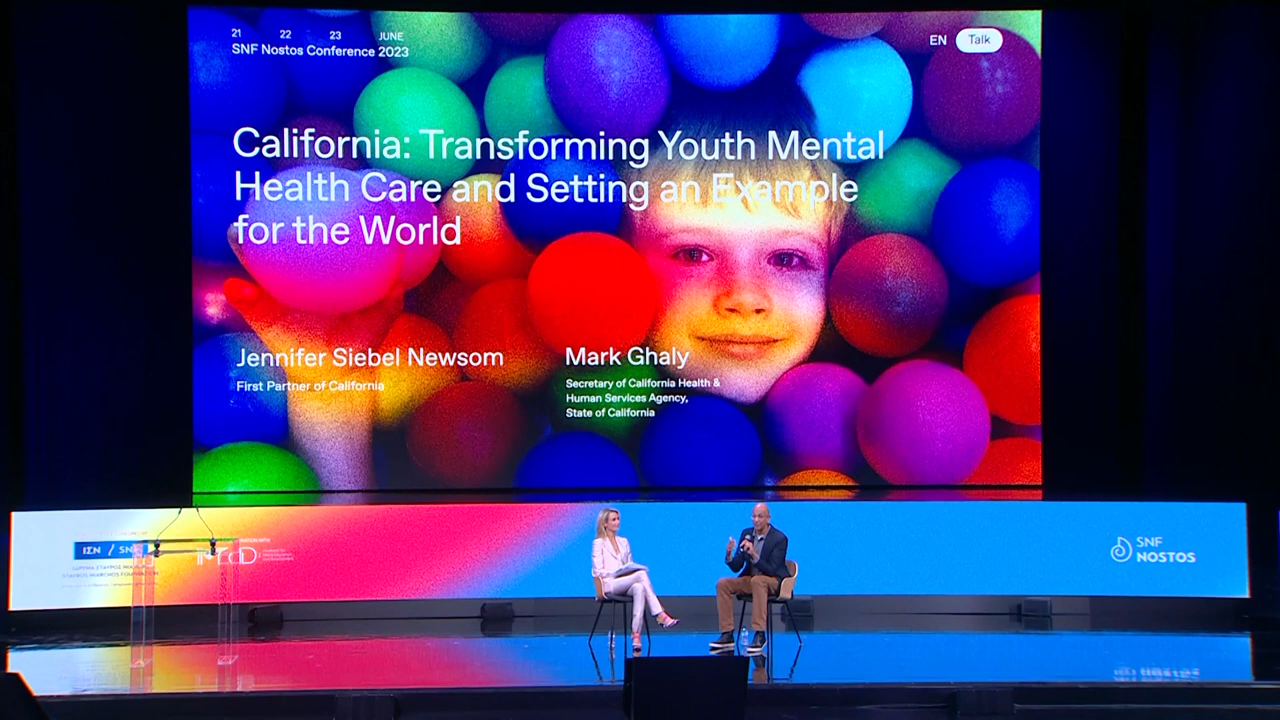 21 22 23 JUNE
SNF Nostos Conference 2023
EN Talk
California: Transforming Youth Mental
Health Care and Setting an Example
for the World
Jennifer Siebel Newsom
First Partner of California
Mark Ghaly
Secretary of California Health &
Human Services Agency,
State of California
ΙΣΝ / SNF
SNF
NOSTOS